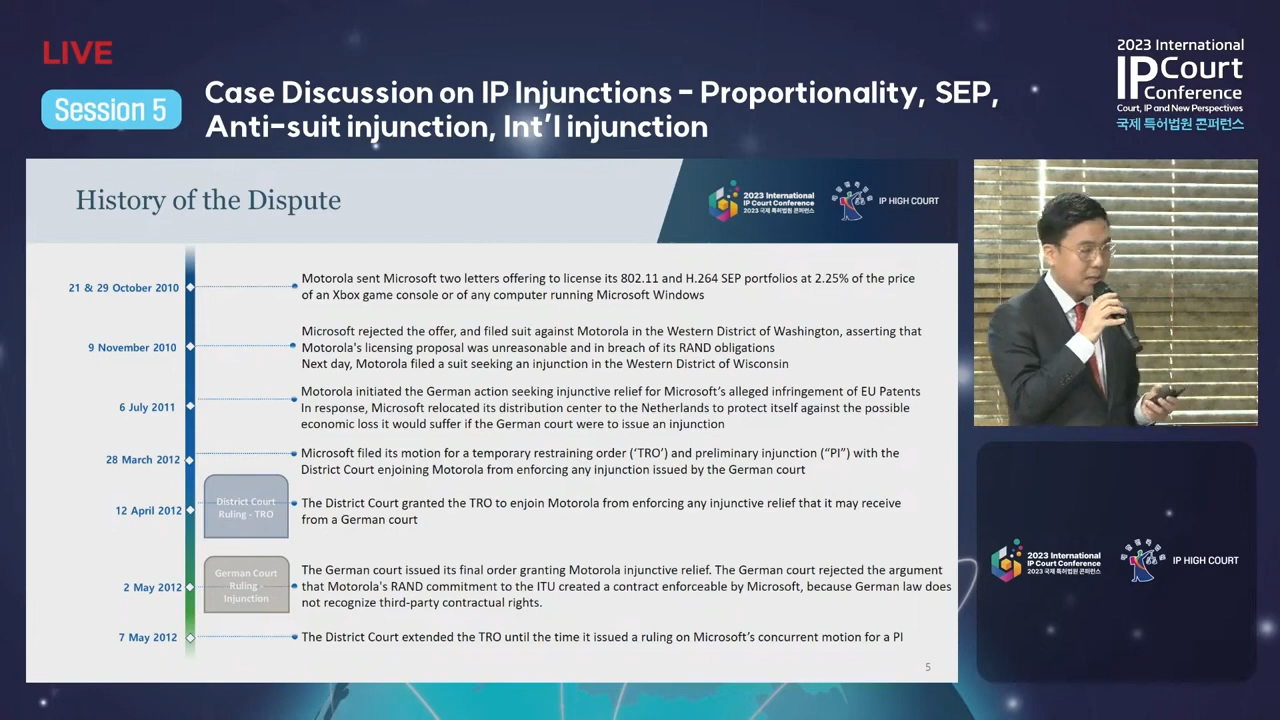 LIVE
Session 5
Case Discussion on IP Injunctions - Proportionality, SEP,
Anti-suit injunction, Int'l injunction
2023 International
IP Court
Conference
Court, IP and New Perspectives
국제 특허법원 콘퍼런스
History of the Dispute
2023 International
IP Court Conference
2023 국제 특허법원 콘퍼런스
IP HIGH COURT
21 & 29 October 2010
Motorola sent Microsoft two letters offering to license its 802.11 and H.264 SEP portfolios at 2.25% of the price
of an Xbox game console or of any computer running Microsoft Windows
9 November 2010
Microsoft rejected the offer, and filed suit against Motorola in the Western District of Washington, asserting that
Motorola's licensing proposal was unreasonable and in breach of its RAND obligations
Next day, Motorola filed a suit seeking an injunction in the Western District of Wisconsin
6 July 2011
Motorola initiated the German action seeking injunctive relief for Microsoft's alleged infringement of EU Patents
In response, Microsoft relocated its distribution center to the Netherlands to protect itself against the possible
economic loss it would suffer if the German court were to issue an injunction
28 March 2012
Microsoft filed its motion for a temporary restraining order ('TRO') and preliminary injunction ("PI") with the
District Court enjoining Motorola from enforcing any injunction issued by the German court
12 April 2012
District Court
Ruling - TRO
The District Court granted the TRO to enjoin Motorola from enforcing any injunctive relief that it may receive
from a German court
2 May 2012
German Court
Ruling -
Injunction
The German court issued its final order granting Motorola injunctive relief. The German court rejected the argument
that Motorola's RAND commitment to the ITU created a contract enforceable by Microsoft, because German law does
not recognize third-party contractual rights.
7 May 2012
The District Court extended the TRO until the time it issued a ruling on Microsoft's concurrent motion for a PI
5
2023 International
IP Court Conference
2023 국제 특허법원 콘퍼런스
IP HIGH COURT